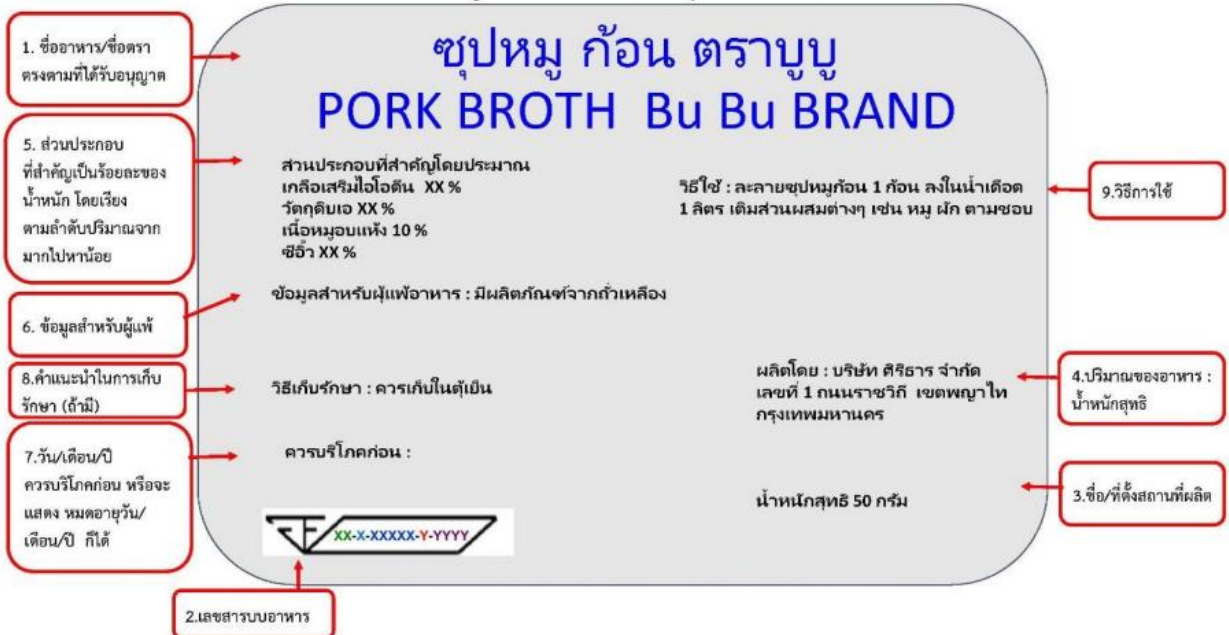 1. ชื่ออาหาร/ชื่อตรา
ตรงตามที่ได้รับอนุญาต
ซุปหมู ก้อน ตราบูบู
PORK BROTH Bu Bu BRAND
5. ส่วนประกอบ
ที่สำคัญเป็นร้อยละของ
น้ำหนัก โดยเรียง
ตามลำดับปริมาณจาก
มากไปหาน้อย
ส่วนประกอบที่สำคัญโดยประมาณ
เกลือเสริมไอโอดีน XX %
วัตถุดิบเอ XX %
เนื้อหมูอบแห้ง 10 %
ซีอิ๊ว XX %
วิธีใช้ : ละลายซุปหมูก้อน 1 ก้อน ลงในน้ำเดือด
1 ลิตร เติมส่วนผสมต่างๆ เช่น หมู ผัก ตามชอบ
9.วิธีการใช้
6. ข้อมูลสำหรับผู้แพ้
ข้อมูลสำหรับผู้แพ้อาหาร : มีผลิตภัณฑ์จากถั่วเหลือง
8.คำแนะนำในการเก็บ
รักษา (ถ้ามี)
วิธีเก็บรักษา : ควรเก็บในตู้เย็น
ผลิตโดย : บริษัท ศิริธาร จำกัด
เลขที่ 1 ถนนราชวิถี เขตพญาไท
กรุงเทพมหานคร
4.ปริมาณของอาหาร :
น้ำหนักสุทธิ
7.วัน/เดือน/ปี
ควรบริโภคก่อน หรือจะ
แสดง หมดอายุวัน/
เดือน/ปี ก็ได้
ควรบริโภคก่อน :
น้ำหนักสุทธิ 50 กรัม
3.ชื่อ/ที่ตั้งสถานที่ผลิต
XX-X-XXXXX-Y-YYYY
2.เลขสารบบอาหาร